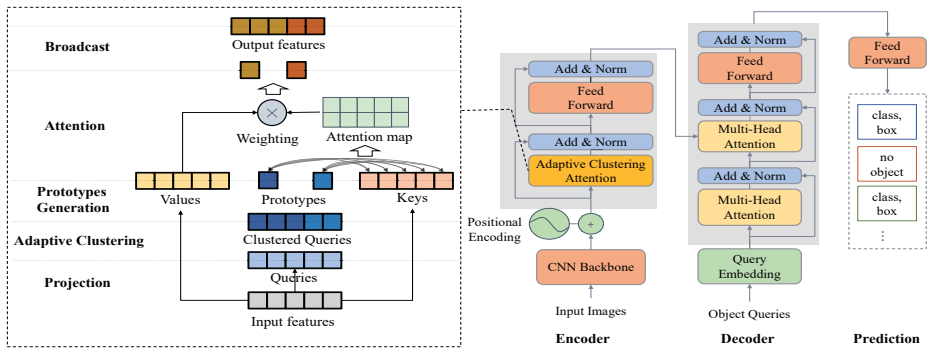 Broadcast
Output features
Attention
Weighting
Attention map
Prototypes
Generation
Values
Prototypes
Keys
Adaptive Clustering
Clustered Queries
Projection
Queries
Input features
Add & Norm
Feed
Forward
Add & Norm
Adaptive Clustering
Attention
Positional
Encoding
+
CNN Backbone
Input Images
Encoder
Add & Norm
Feed
Forward
Add & Norm
Multi-Head
Attention
Add & Norm
Multi-Head
Attention
Query
Embedding
Object Queries
Decoder
Feed
Forward
class,
box
no
object
class,
box
⋮
Prediction